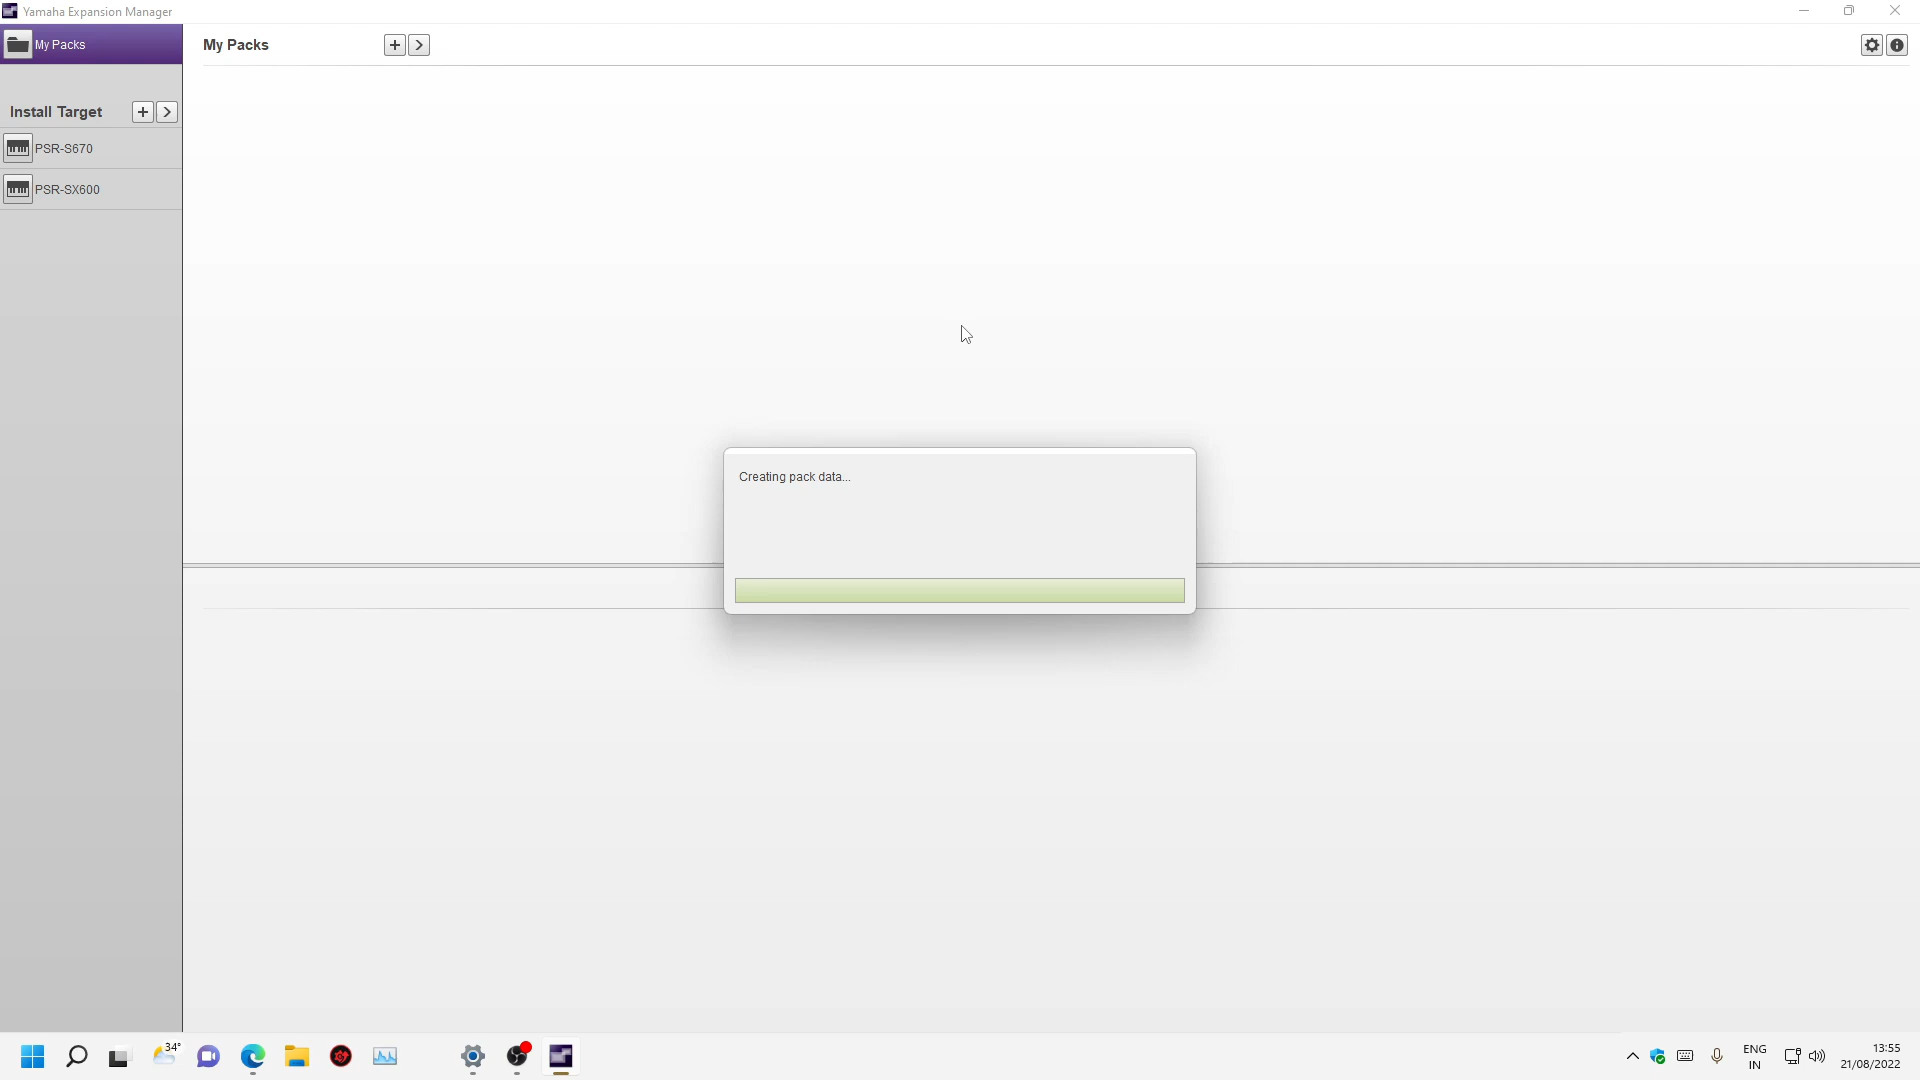 Yamaha Expansion Manager
My Packs
My Packs
Install Target
PSR-S670
PSR-SX600
Creating pack data...
34°
ENG
IN
13:55
21/08/2022